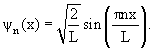 ψₙ(x) = √(2/L) sin(πnx/L).